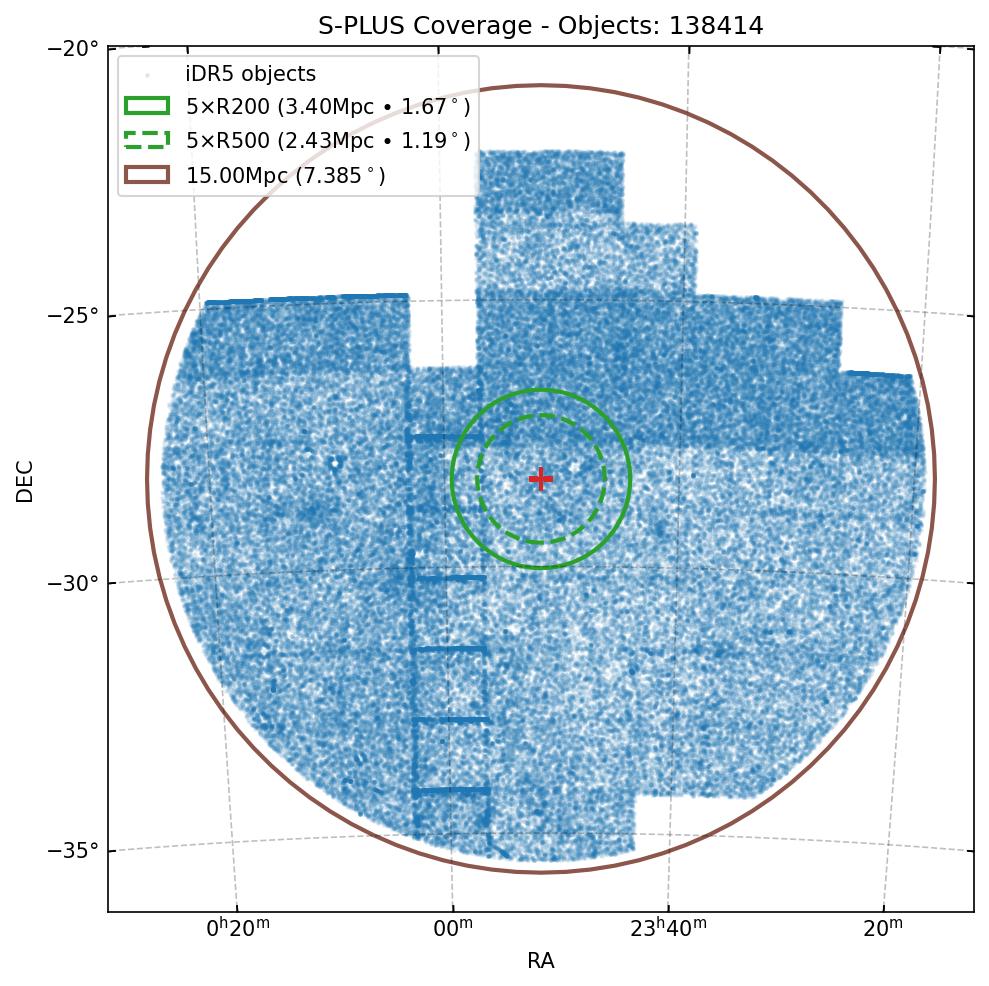 S-PLUS Coverage - Objects: 138414
iDR5 objects
5×R200 (3.40Mpc • 1.67°)
5×R500 (2.43Mpc • 1.19°)
15.00Mpc (7.385°)
−20°
−25°
−30°
−35°
DEC
0ʰ20ᵐ
00ᵐ
23ʰ40ᵐ
20ᵐ
RA